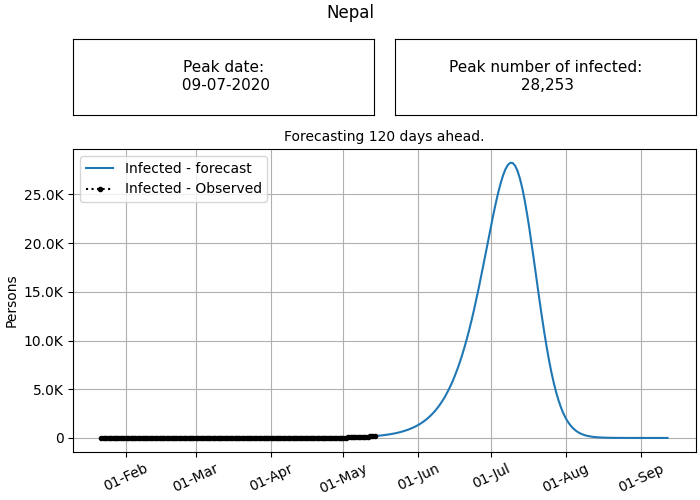 Nepal
Peak date:
09-07-2020
Peak number of infected:
28,253
Forecasting 120 days ahead.
Infected - forecast
Infected - Observed
Persons
25.0K
20.0K
15.0K
10.0K
5.0K
0
01-Feb
01-Mar
01-Apr
01-May
01-Jun
01-Jul
01-Aug
01-Sep